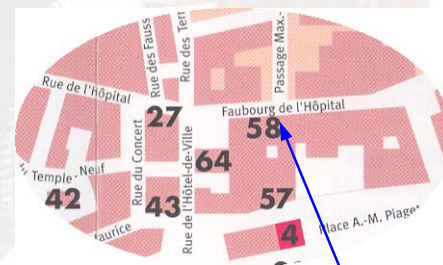 Rue des Fauss
Rue des Terr
Passage Max.-
Rue de l'Hôpital
Faubourg de l'Hôpital
27
58
Rue du Concert
Rue de l'Hôtel-de-Ville
64
Temple-Neuf
42
43
57
4
Place A.-M. Piaget
aurice